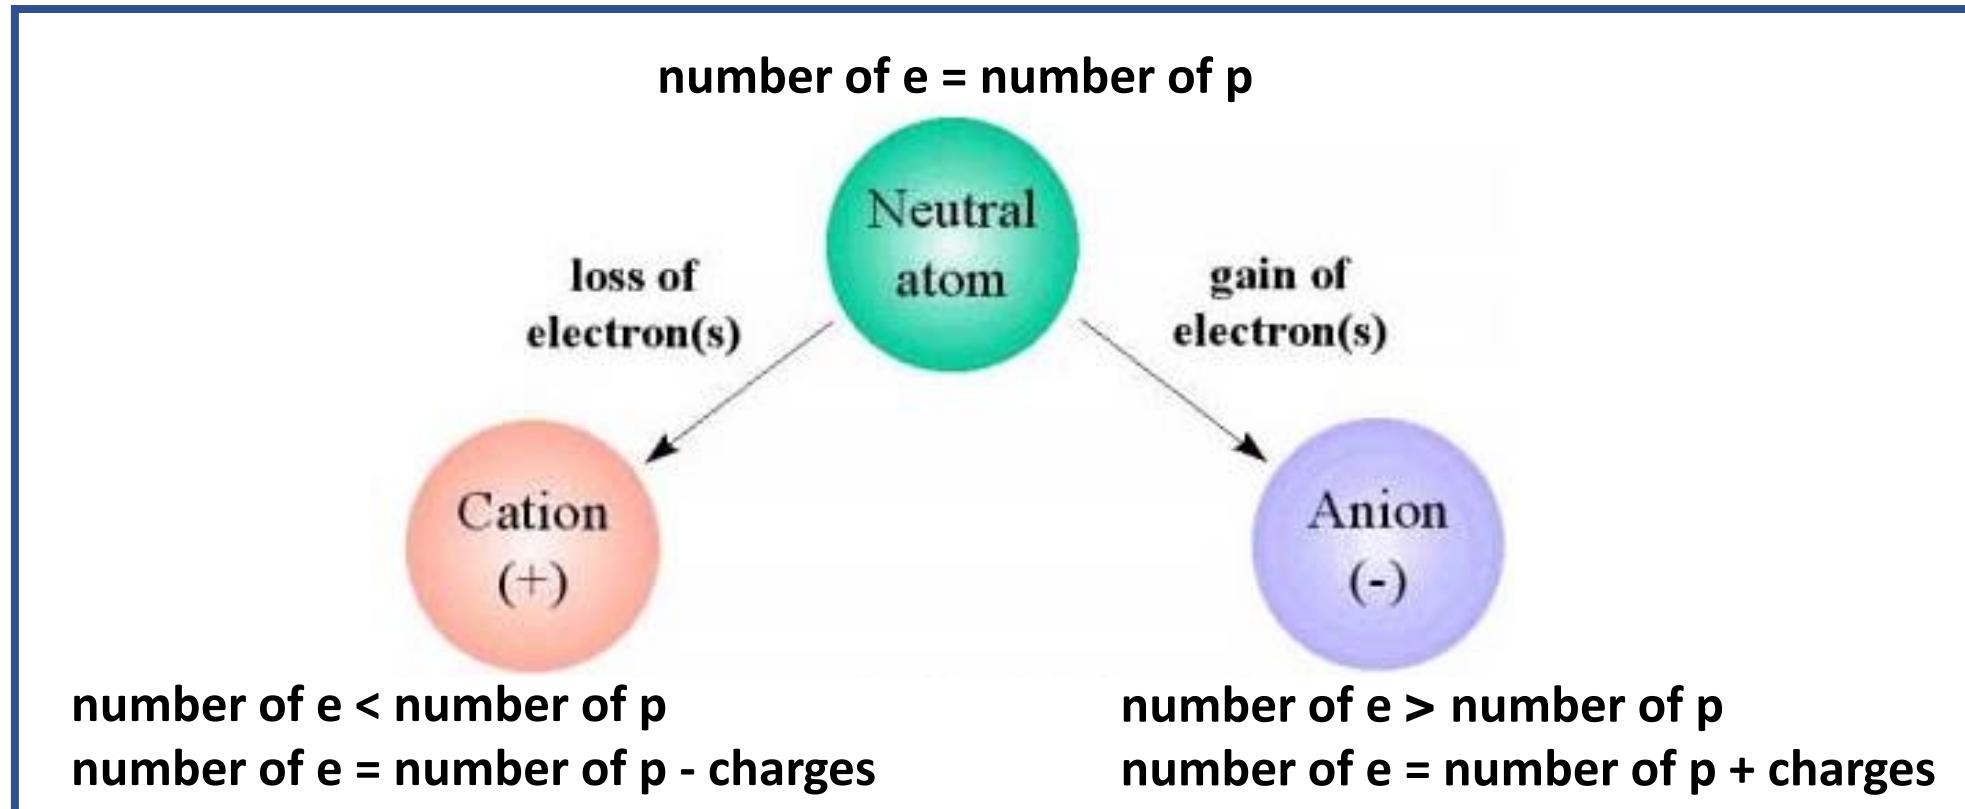 number of e = number of p
Neutral
atom
loss of
electron(s)
gain of
electron(s)
Cation
(+)
Anion
(-)
number of e < number of p
number of e = number of p - charges
number of e > number of p
number of e = number of p + charges